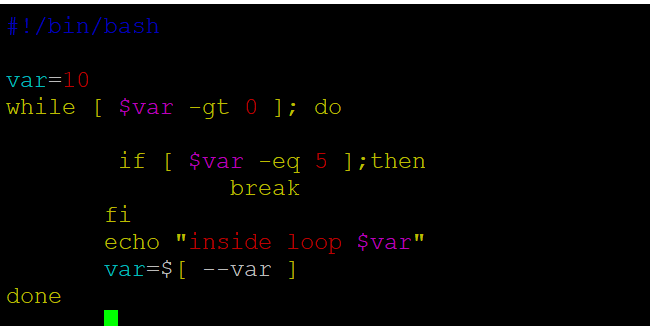 #!/bin/bash
var=10
while [ $var -gt 0 ]; do
if [ $var -eq 5 ];then
break
fi
echo "inside loop $var"
var=$[ --var ]
done